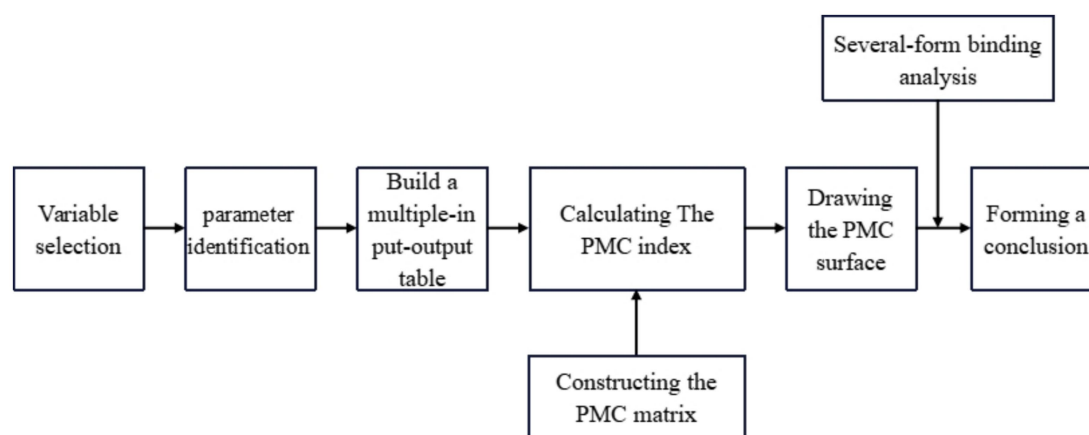 Several-form binding
analysis
Variable
selection
parameter
identification
Build a
multiple-in
put-output
table
Calculating The
PMC index
Drawing
the PMC
surface
Forming a
conclusion
Constructing the
PMC matrix